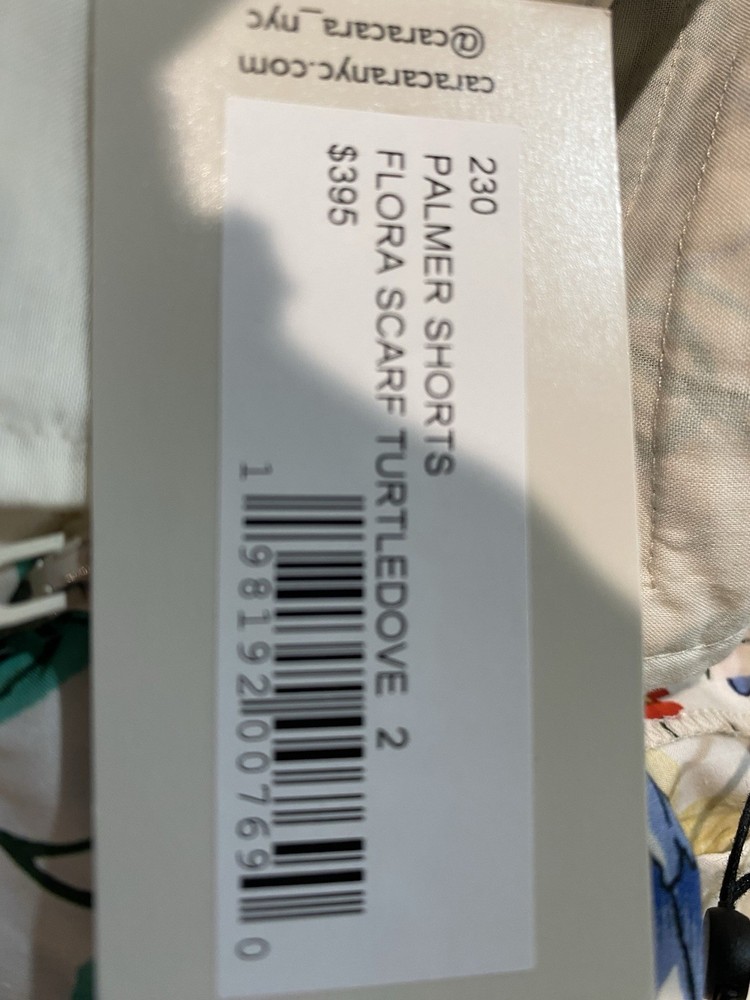 @caracara_nyc
caracaranyc.com
230
PALMER SHORTS
FLORA SCARF TURTLEDOVE 2
$395
1 98192 00769 0